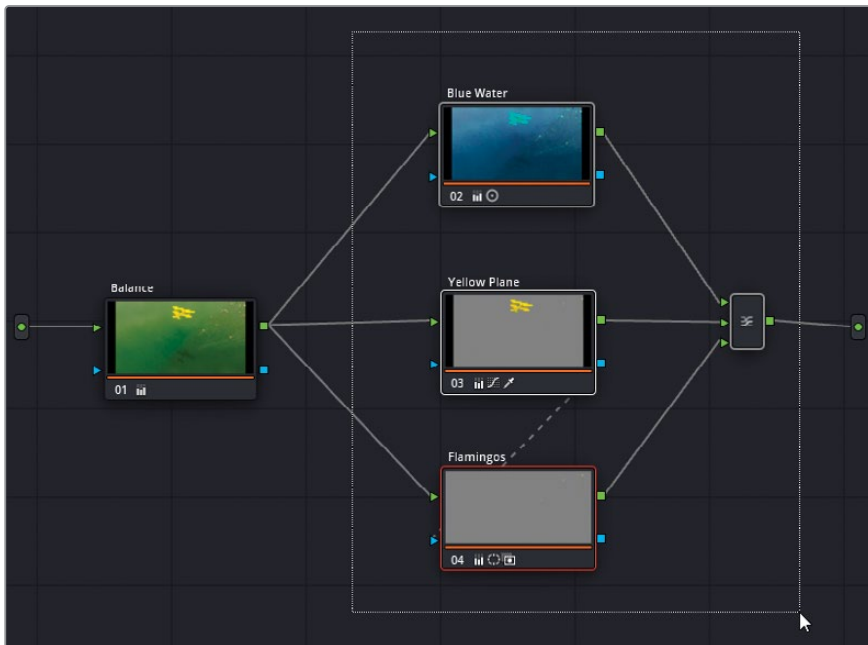 Blue Water
02
Balance
01
Yellow Plane
03
Flamingos
04